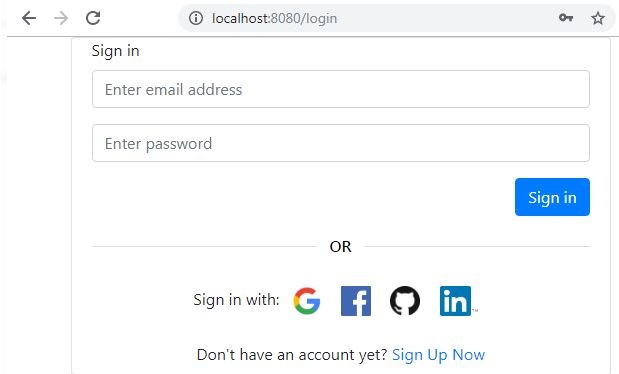 localhost:8080/login
Sign in
Enter email address
Enter password
Sign in
OR
Sign in with: G f in™
Don't have an account yet? Sign Up Now